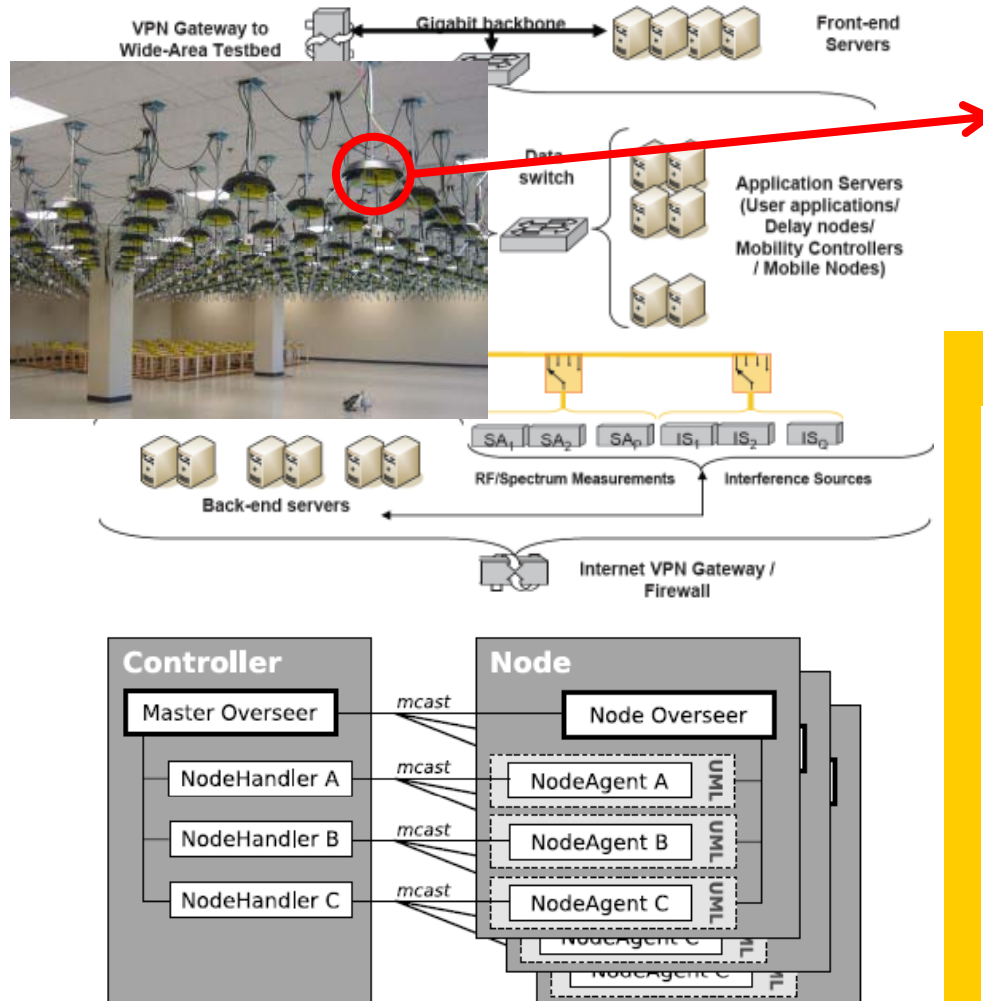 VPN Gateway to
Wide-Area Testbed
Gigabit backbone
Front-end
Servers
Data
switch
Application Servers
(User applications/
Delay nodes/
Mobility Controllers
/ Mobile Nodes)
SA1 SA2 SAP IS1 IS2 ISQ
RF/Spectrum Measurements
Interference Sources
Back-end servers
Internet VPN Gateway /
Firewall
Controller
Node
Master Overseer
mcast
Node Overseer
NodeHandler A
mcast
NodeAgent A
UML
NodeHandler B
mcast
NodeAgent B
UML
NodeHandler C
mcast
NodeAgent C
UML
NodeAgent C
NodeAgent C